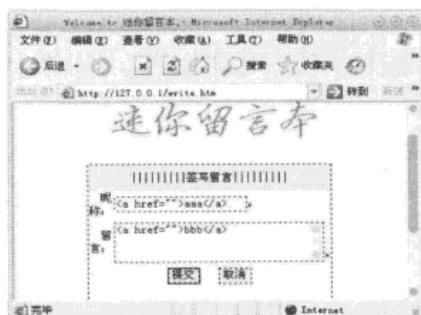 Welcome to 迷你留言本.- Microsoft Internet Explorer
文件(F) 编辑(E) 查看(V) 收藏(A) 工具(T) 帮助(H)
后退 搜索 收藏夹
http://127.0.0.1/write.htm 转到
迷你留言本
||||||||||签写留言||||||||||
昵称: <a href="">aaa</a>
留言: <a href="">bbb</a>
提交 取消
完毕 Internet